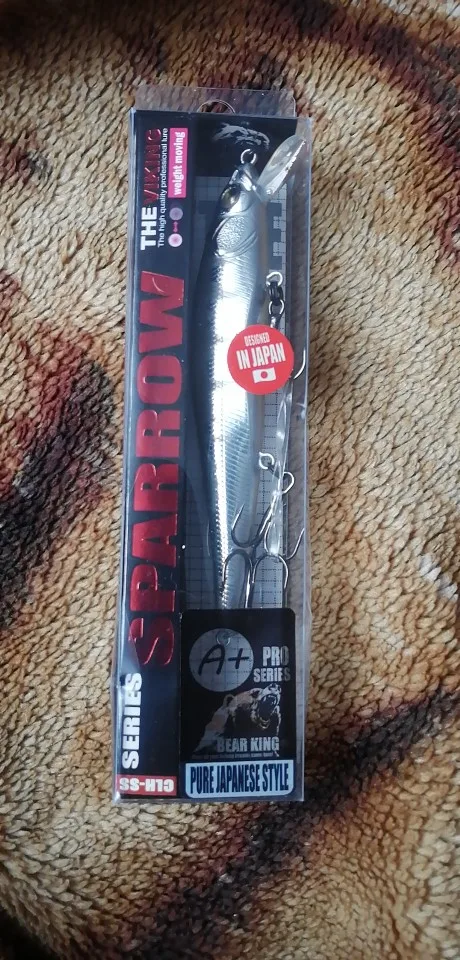 THE VIKING
The high quality professional lure
weight moving
SPARROW
SERIES
CLH-SS
DESIGNED
IN JAPAN
A+
PRO
SERIES
BEAR KING
PURE JAPANESE STYLE